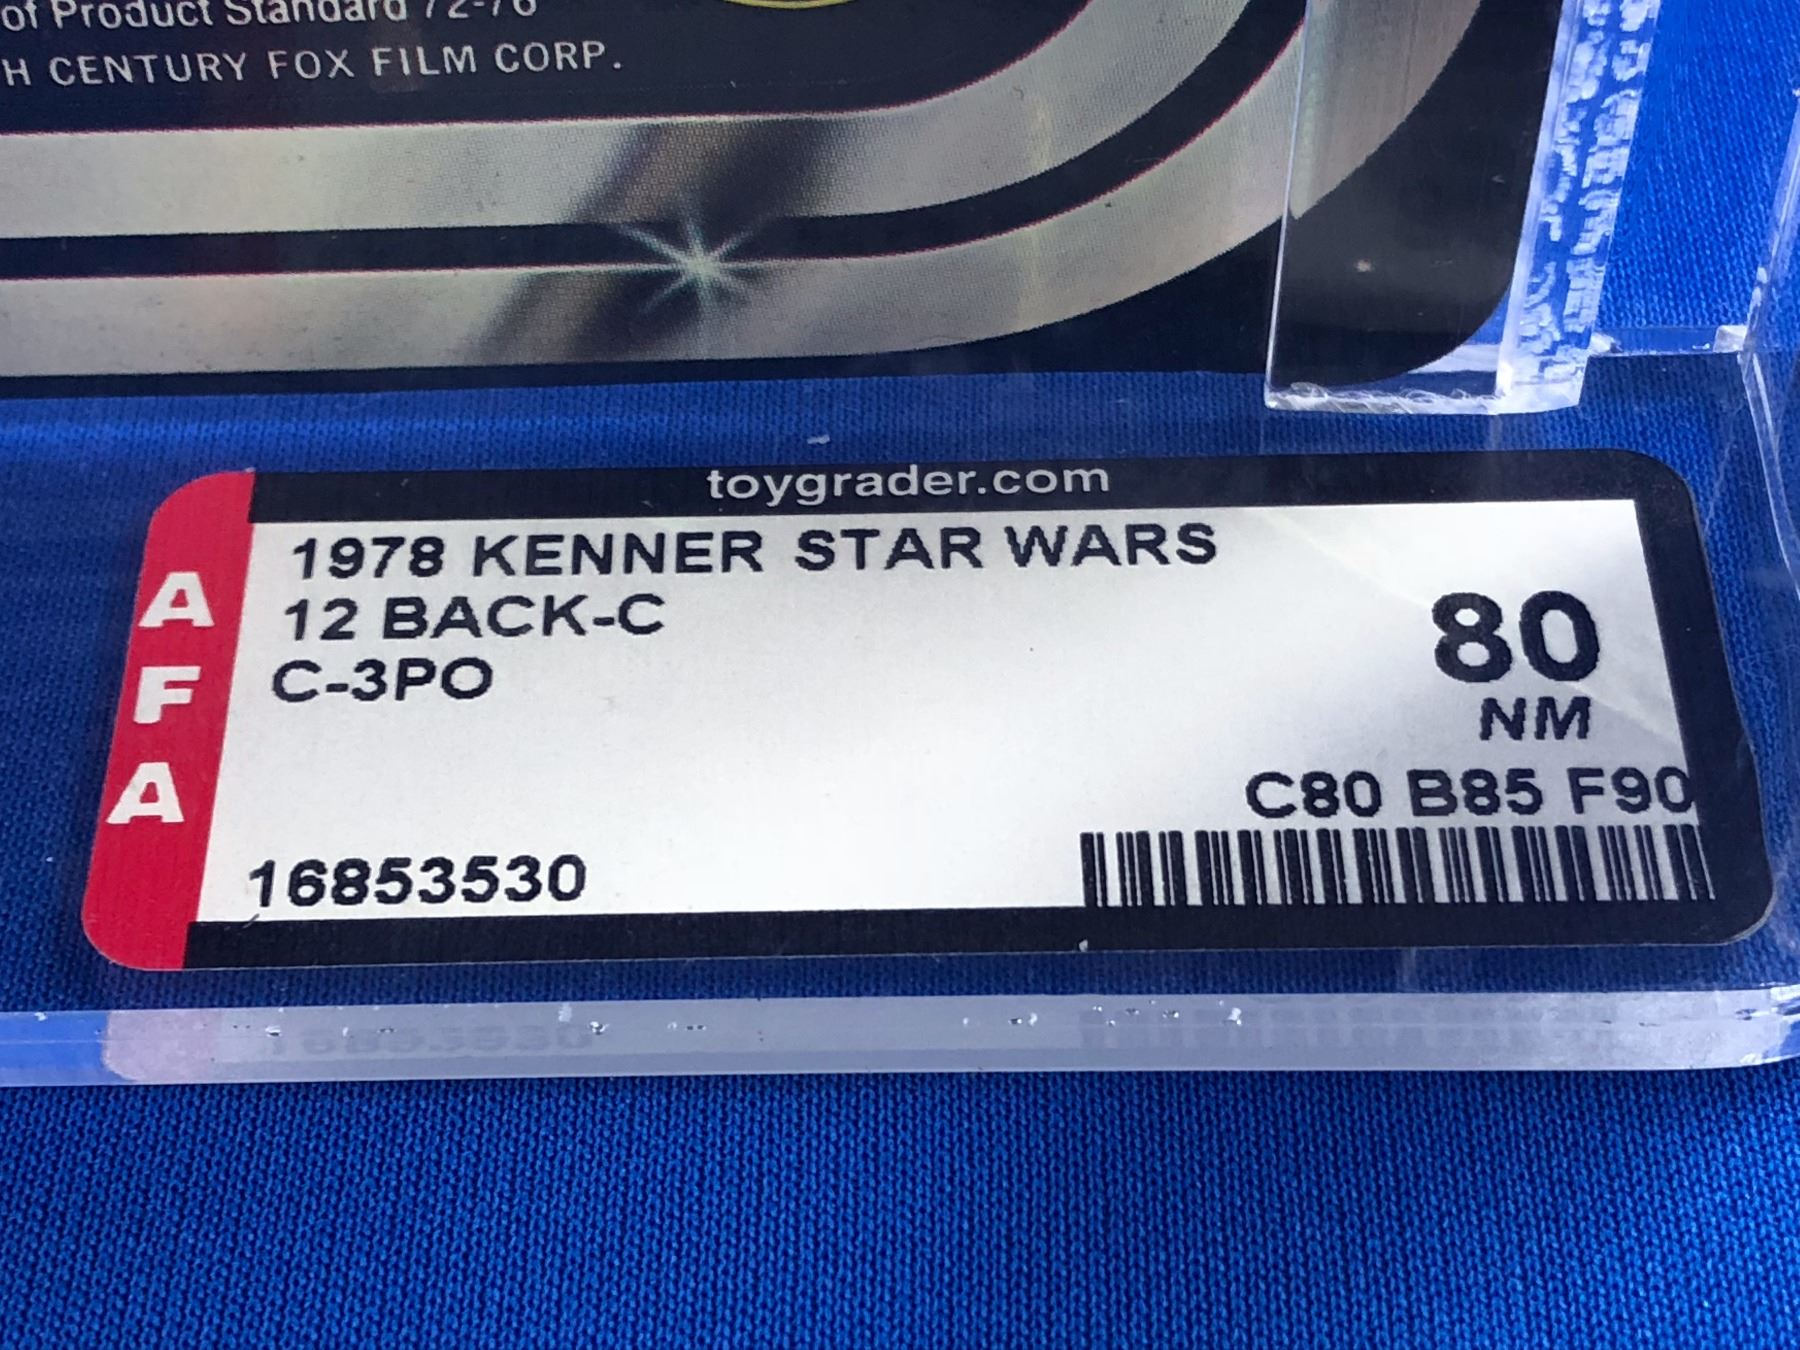 of Product Standard 72-76
H CENTURY FOX FILM CORP.
toygrader.com
AFA
1978 KENNER STAR WARS
12 BACK-C
C-3PO
80
NM
C80 B85 F90
16853530